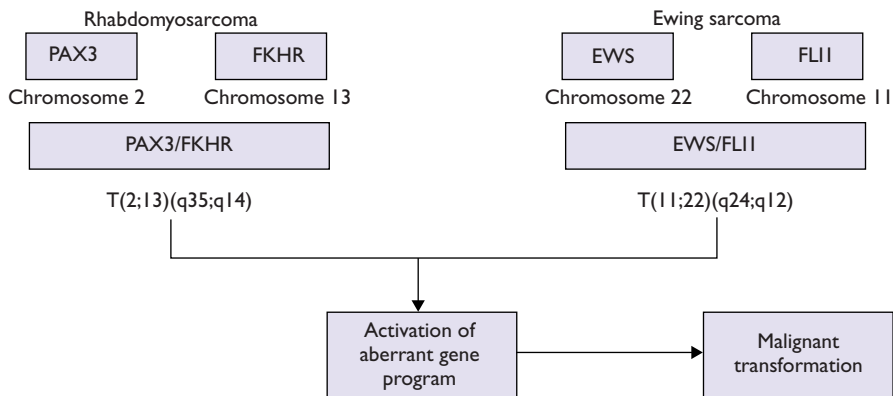 Rhabdomyosarcoma
Ewing sarcoma
PAX3
FKHR
EWS
FLI1
Chromosome 2
Chromosome 13
Chromosome 22
Chromosome 11
PAX3/FKHR
EWS/FLI1
T(2;13)(q35;q14)
T(11;22)(q24;q12)
Activation of
aberrant gene
program
Malignant
transformation